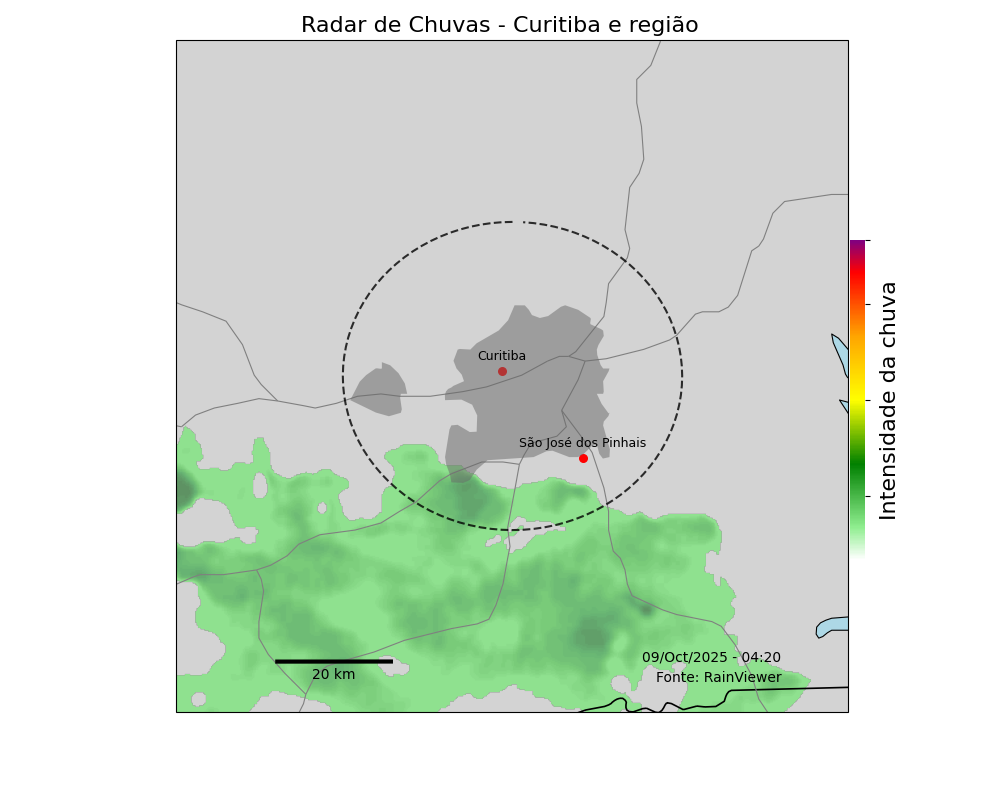 Radar de Chuvas - Curitiba e região
Curitiba
São José dos Pinhais
Intensidade da chuva
09/Oct/2025 - 04:20
Fonte: RainViewer
20 km